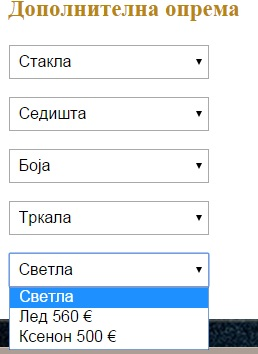 Дополнителна опрема
Стакла
Седишта
Боја
Тркала
Светла
Светла
Лед 560 €
Ксенон 500 €